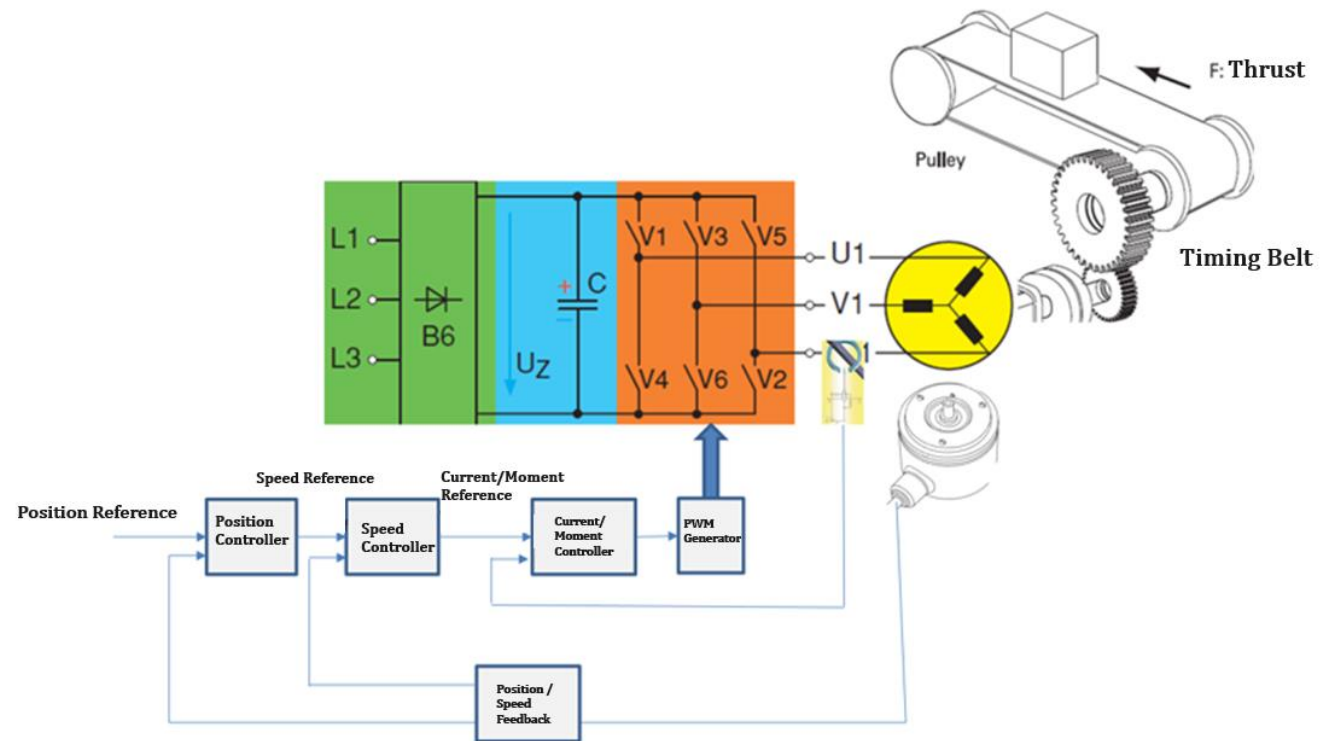 F: Thrust
Pulley
Timing Belt
L1
L2
L3
B6
UZ
+
C
–
V1 V3 V5
V4 V6 V2
U1
V1
1
Speed Reference
Current/Moment
Reference
Position Reference
Position
Controller
Speed
Controller
Current/
Moment
Controller
PWM
Generator
Position /
Speed
Feedback